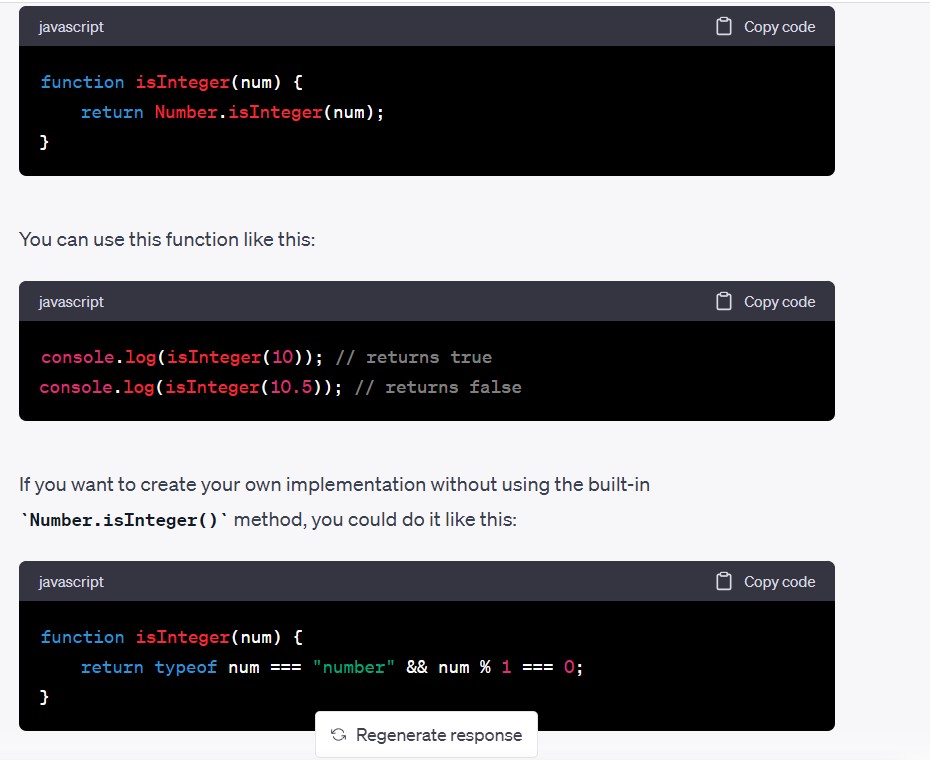 javascript Copy code
function isInteger(num) {
    return Number.isInteger(num);
}
You can use this function like this:
javascript Copy code
console.log(isInteger(10)); // returns true
console.log(isInteger(10.5)); // returns false
If you want to create your own implementation without using the built-in
`Number.isInteger()` method, you could do it like this:
javascript Copy code
function isInteger(num) {
    return typeof num === "number" && num % 1 === 0;
}
Regenerate response